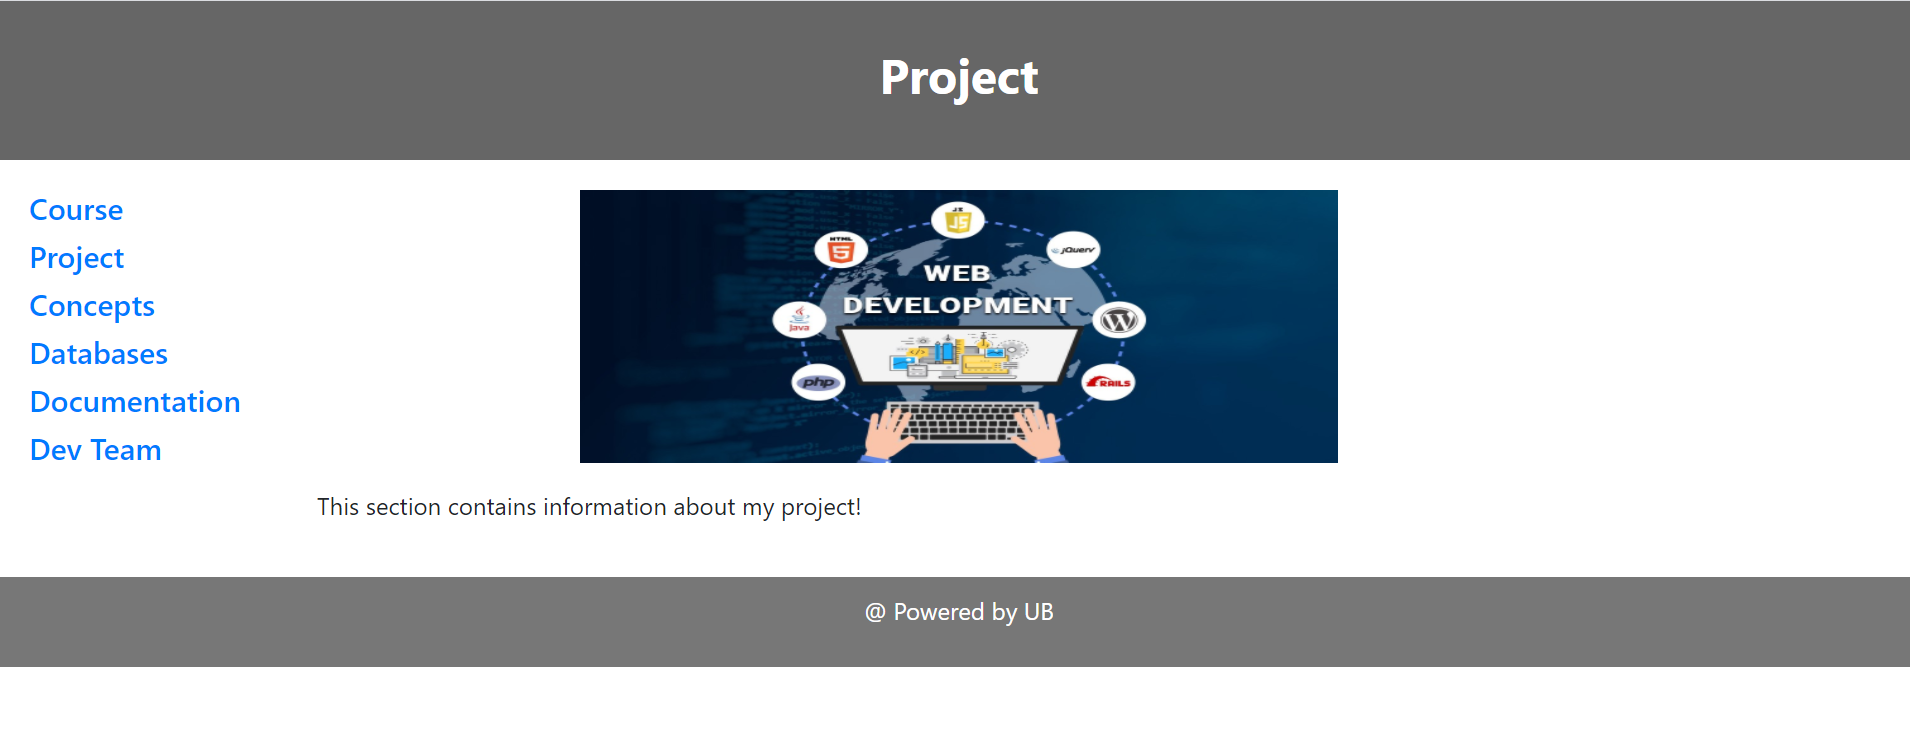 Project
Course
Project
Concepts
Databases
Documentation
Dev Team
JS
JS
HTML
5
jQuery
WEB
DEVELOPMENT
Java
W
php
RAILS
This section contains information about my project!
@ Powered by UB